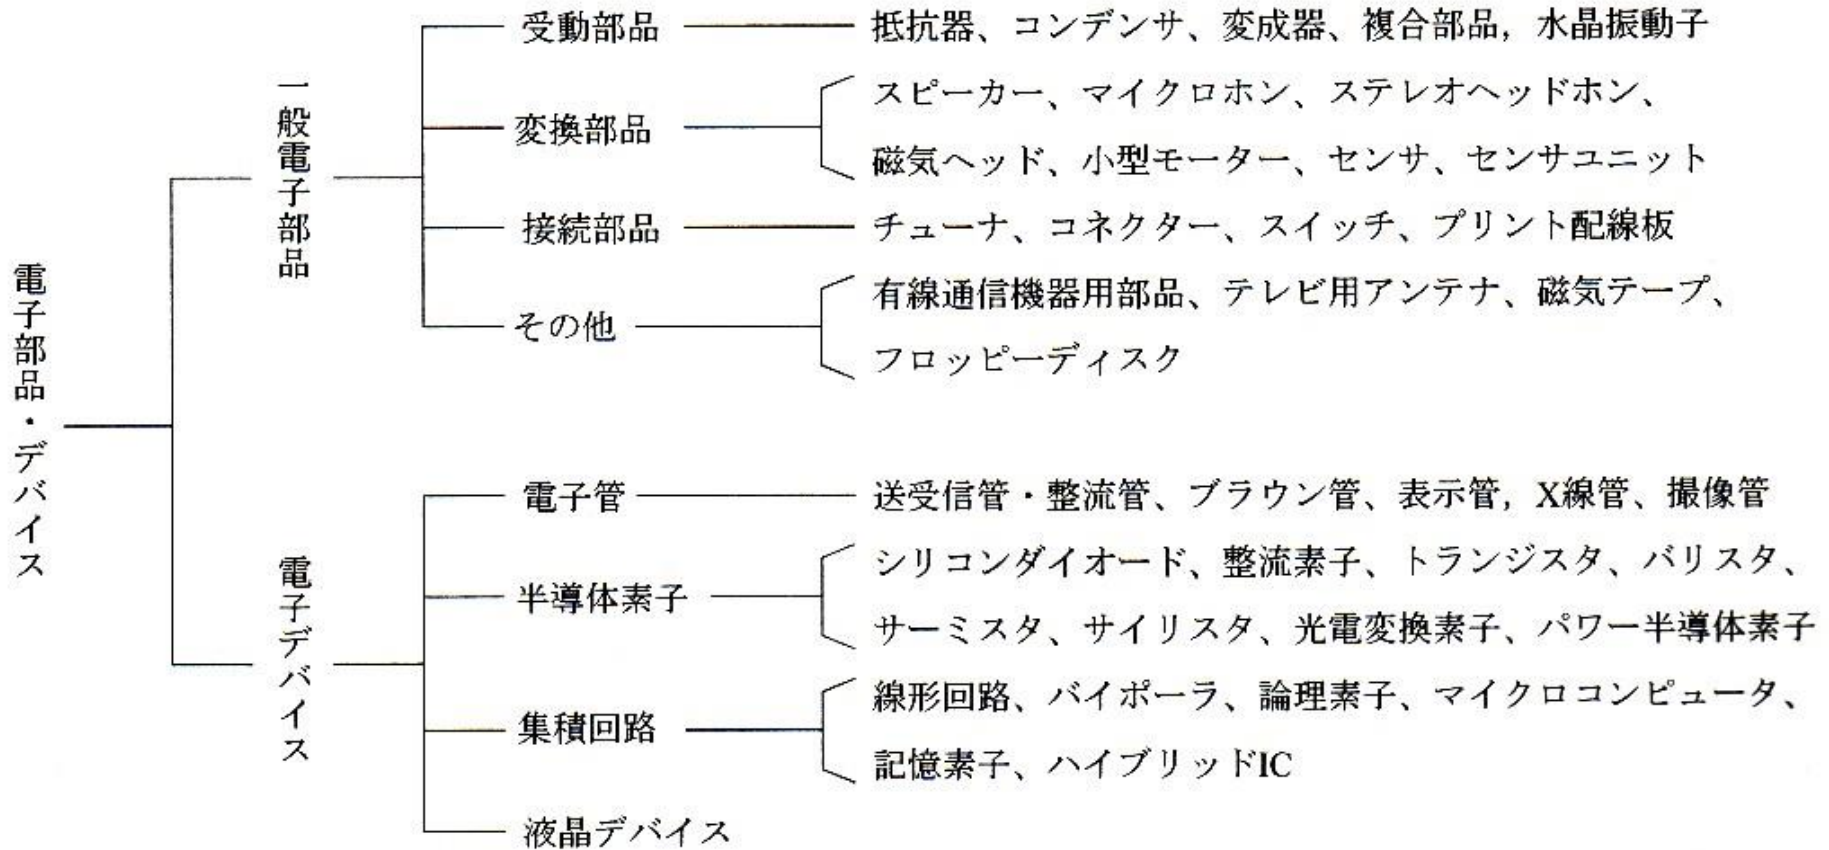 電子部品・デバイス
一般電子部品
受動部品
抵抗器、コンデンサ、変成器、複合部品，水晶振動子
変換部品
スピーカー、マイクロホン、ステレオヘッドホン、
磁気ヘッド、小型モーター、センサ、センサユニット
接続部品
チューナ、コネクター、スイッチ、プリント配線板
その他
有線通信機器用部品、テレビ用アンテナ、磁気テープ、
フロッピーディスク
電子デバイス
電子管
送受信管・整流管、ブラウン管、表示管，X線管、撮像管
半導体素子
シリコンダイオード、整流素子、トランジスタ、バリスタ、
サーミスタ、サイリスタ、光電変換素子、パワー半導体素子
集積回路
線形回路、バイポーラ、論理素子、マイクロコンピュータ、
記憶素子、ハイブリッドIC
液晶デバイス